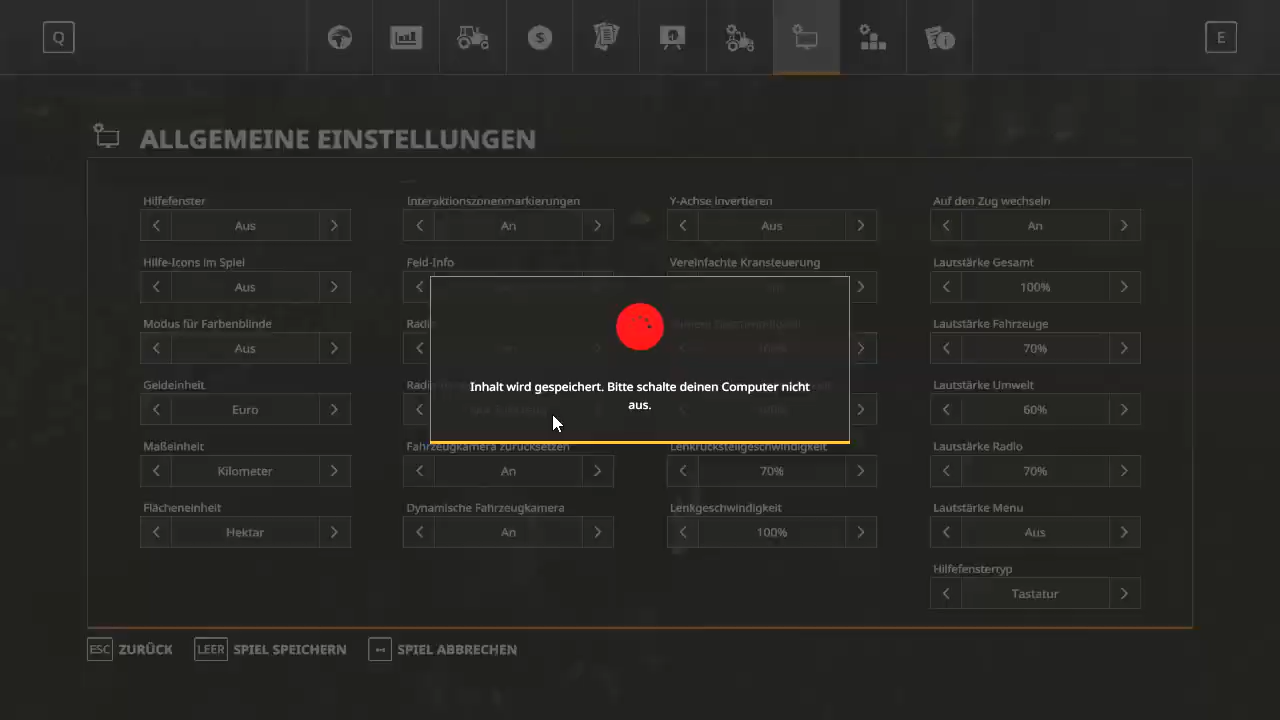 Q
E
ALLGEMEINE EINSTELLUNGEN
Hilfefenster
Aus
Hilfe-Icons im Spiel
Aus
Modus für Farbenblinde
Aus
Geldeinheit
Euro
Maßeinheit
Kilometer
Flächeneinheit
Hektar
Interaktionszonenmarkierungen
An
Feld-Info
Radio
Fahrzeugkamera zurücksetzen
An
Dynamische Fahrzeugkamera
An
Y-Achse invertieren
Aus
Vereinfachte Kransteuerung
Lenkrückstellgeschwindigkeit
70%
Lenkgeschwindigkeit
100%
Auf den Zug wechseln
An
Lautstärke Gesamt
100%
Lautstärke Fahrzeuge
70%
Lautstärke Umwelt
60%
Lautstärke Radio
70%
Lautstärke Menu
Aus
Hilfefenstertyp
Tastatur
Inhalt wird gespeichert. Bitte schalte deinen Computer nicht
aus.
ESC ZURÜCK LEER SPIEL SPEICHERN SPIEL ABBRECHEN